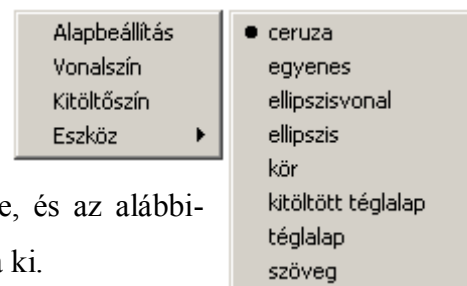 Alapbeállítás
Vonalszín
Kitöltőszín
Eszköz
ceruza
egyenes
ellipszisvonal
ellipszis
kör
kitöltött téglalap
téglalap
szöveg
e, és az alábbi-
ki.